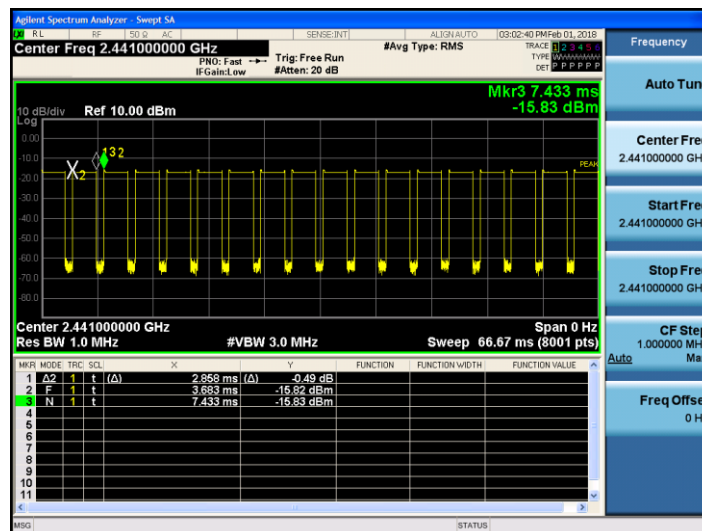 Agilent Spectrum Analyzer - Swept SA
LXI RL RF 50 Ω AC SENSE:INT ALIGNAUTO 03:02:40 PMFeb 01, 2018
Center Freq 2.441000000 GHz #Avg Type: RMS TRACE 1 2 3 4 5 6
PNO: Fast Trig: Free Run TYPE WWWWWW
IFGain:Low #Atten: 20 dB DET P P P P P P
Mkr3 7.433 ms
10 dB/div Ref 10.00 dBm -15.83 dBm
Log
0.00
132
-10.0
PEAK
2
-20.0
-30.0
-40.0
-50.0
-60.0
-70.0
-80.0
Center 2.441000000 GHz Span 0 Hz
Res BW 1.0 MHz #VBW 3.0 MHz Sweep 66.67 ms (8001 pts)
MKR MODE TRC SCL X Y FUNCTION FUNCTION WIDTH FUNCTION VALUE
1 Δ2 1 t (Δ) 2.858 ms (Δ) -0.49 dB
2 F 1 t 3.683 ms -15.82 dBm
3 N 1 t 7.433 ms -15.83 dBm
4
5
6
7
8
9
10
11
MSG STATUS
Frequency
Auto Tun
Center Fre
2.441000000 GH
Start Fre
2.441000000 GH
Stop Fre
2.441000000 GH
CF Step
1.000000 MH
Auto Ma
Freq Offse
0 H